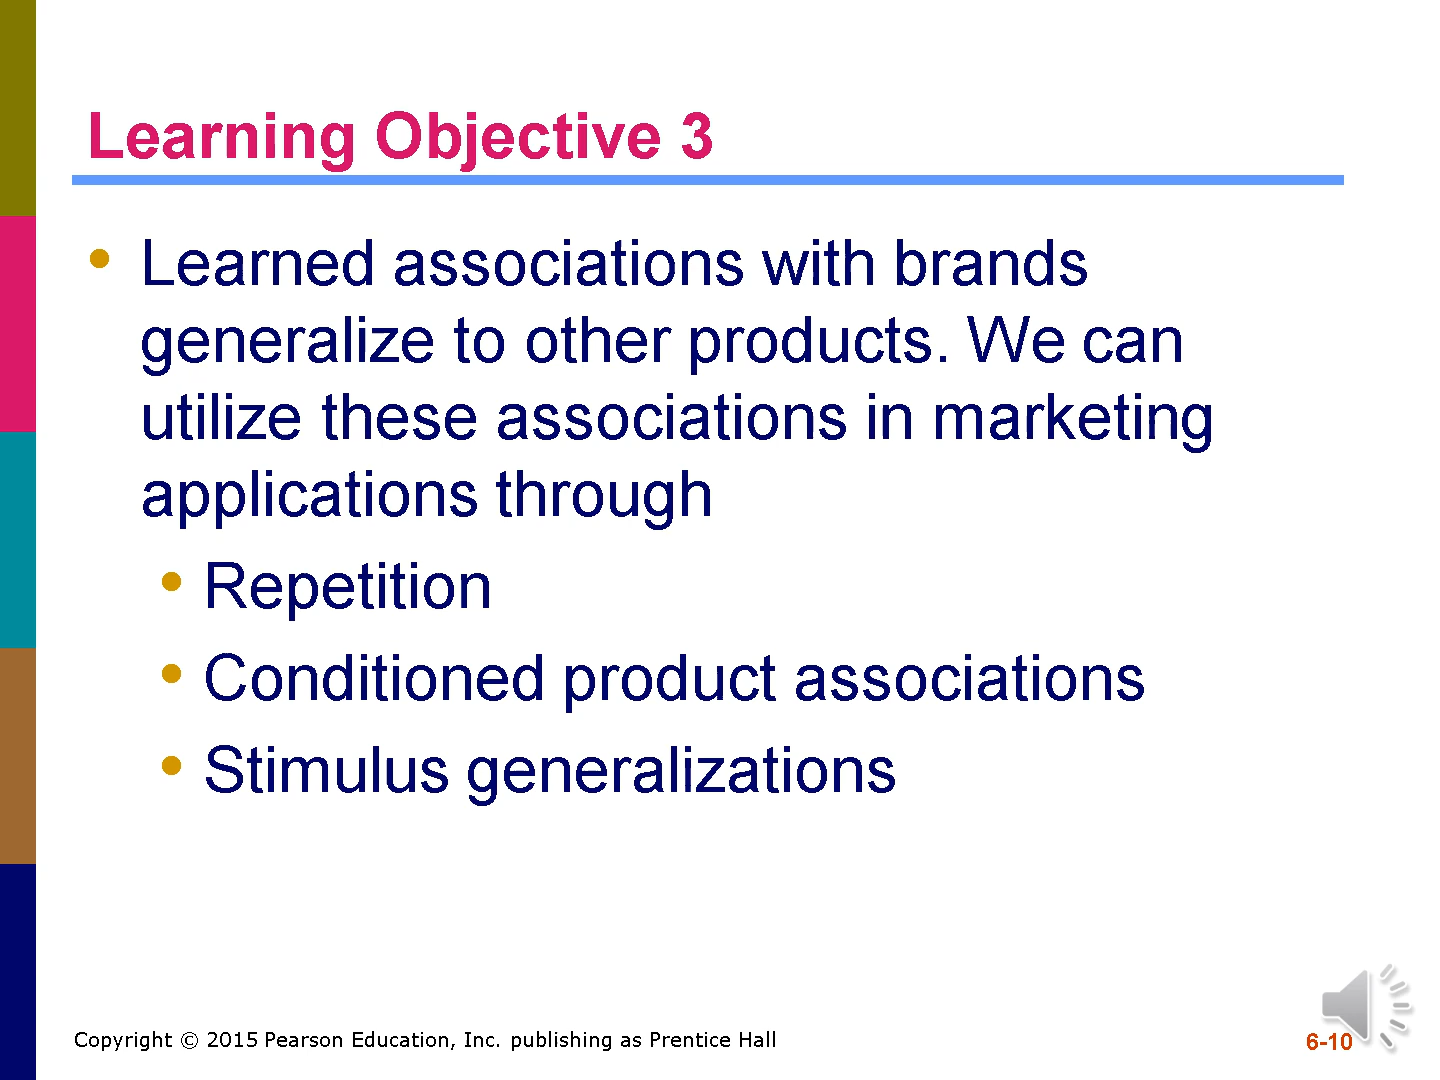 Learning Objective 3
• Learned associations with brands
generalize to other products. We can
utilize these associations in marketing
applications through
• Repetition
• Conditioned product associations
• Stimulus generalizations
Copyright © 2015 Pearson Education, Inc. publishing as Prentice Hall
6-10